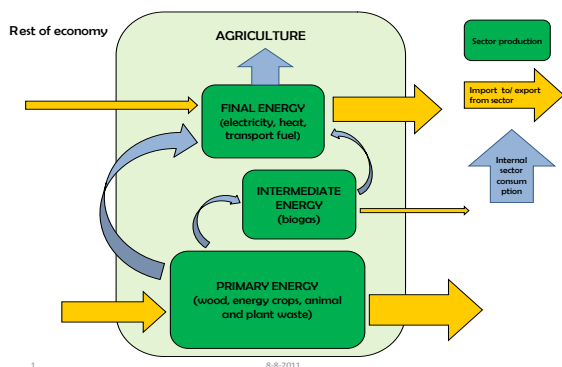 Rest of economy
AGRICULTURE
FINAL ENERGY
(electricity, heat,
transport fuel)
INTERMEDIATE
ENERGY
(biogas)
PRIMARY ENERGY
(wood, energy crops, animal
and plant waste)
Sector production
Import to/ export
from sector
Internal
sector
consum
ption
1
8-8-2011